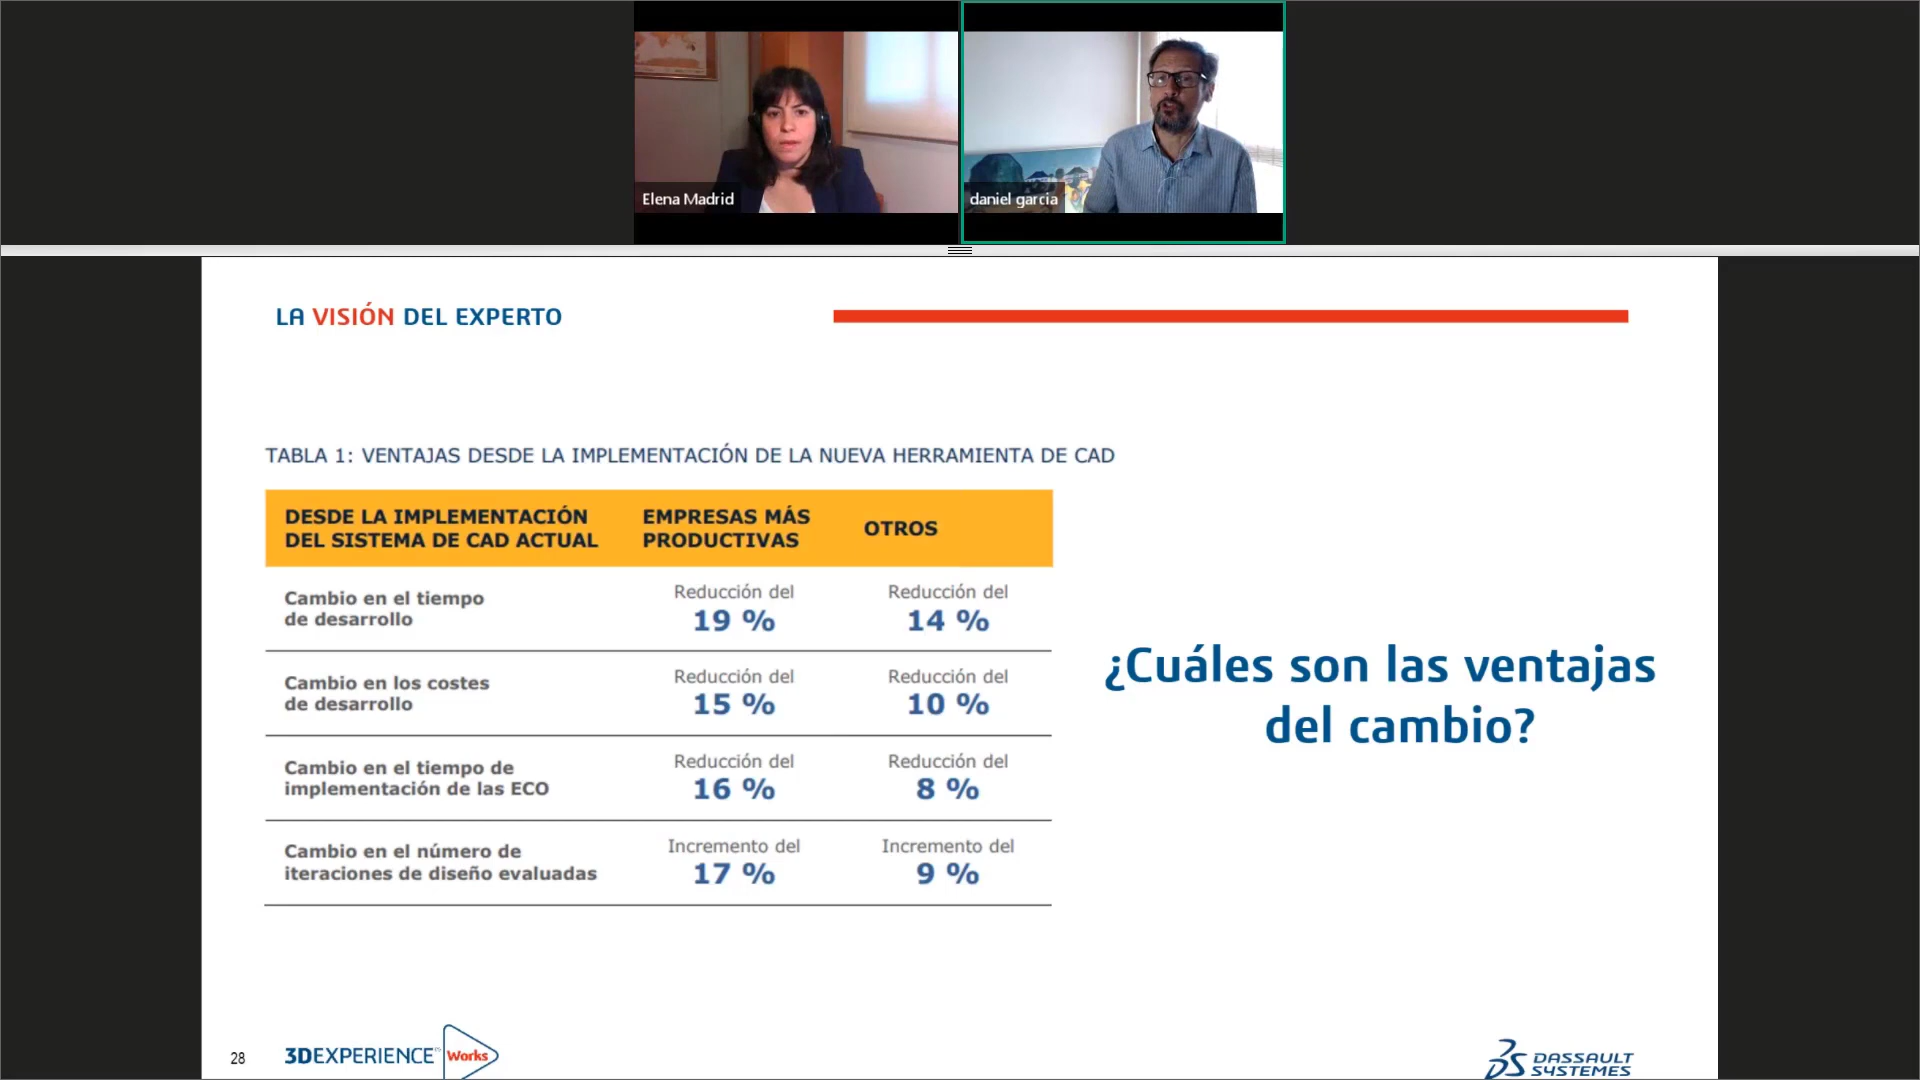 Elena Madrid
daniel garcia
LA VISIÓN DEL EXPERTO
TABLA 1: VENTAJAS DESDE LA IMPLEMENTACIÓN DE LA NUEVA HERRAMIENTA DE CAD
DESDE LA IMPLEMENTACIÓN
DEL SISTEMA DE CAD ACTUAL
EMPRESAS MÁS
PRODUCTIVAS
OTROS
Cambio en el tiempo
de desarrollo
Reducción del
19 %
Reducción del
14 %
Cambio en los costes
de desarrollo
Reducción del
15 %
Reducción del
10 %
Cambio en el tiempo de
implementación de las ECO
Reducción del
16 %
Reducción del
8 %
Cambio en el número de
iteraciones de diseño evaluadas
Incremento del
17 %
Incremento del
9 %
¿Cuáles son las ventajas
del cambio?
28
3DEXPERIENCE Works
DASSAULT
SYSTEMES